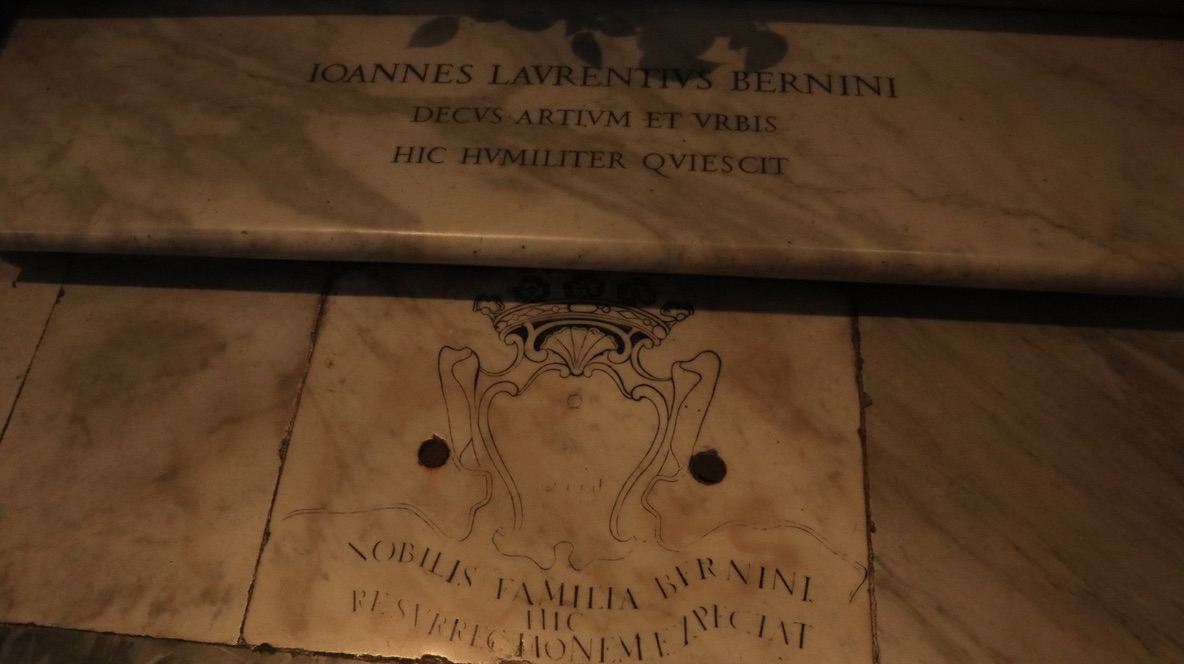 IOANNES LAVRENTIVS BERNINI
DECVS ARTIVM ET VRBIS
HIC HVMILITER QVIESCIT
NOBILIS FAMILIA BERNINI
HIC
RESVRRECTIONEM EXPECTAT